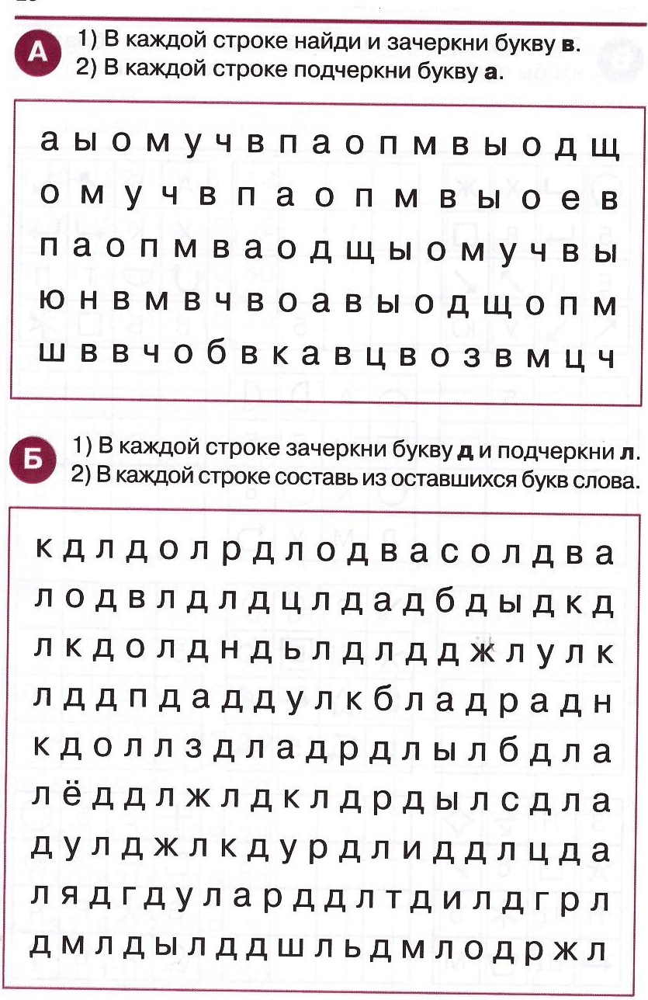 А
1) В каждой строке найди и зачеркни букву в.
2) В каждой строке подчеркни букву а.
а ы о м у ч в п а о п м в ы о д щ
о м у ч в п а о п м в ы о е в
п а о п м в а о д щ ы о м у ч в ы
ю н в м в ч в о а в ы о д щ о п м
ш в в ч о б в к а в ц в о з в м ц ч
Б
1) В каждой строке зачеркни букву д и подчеркни л.
2) В каждой строке составь из оставшихся букв слова.
к д л д о л р д л о д в а с о л д в а
л о д в л д л д ц л д а д б д ы д к д
л к д о л д н д ь л д л д д ж л у л к
л д д п д а д д у л к б л а д р а д н
к д о л л з д л а д р д л ы л б д л а
л ё д д л ж л д к л д р д ы л с д л а
д у л д ж л к д у р д л и д д л ц д а
л я д г д у л а р д д л т д и л д г р л
д м л д ы л д д ш л ь д м л о д р ж л